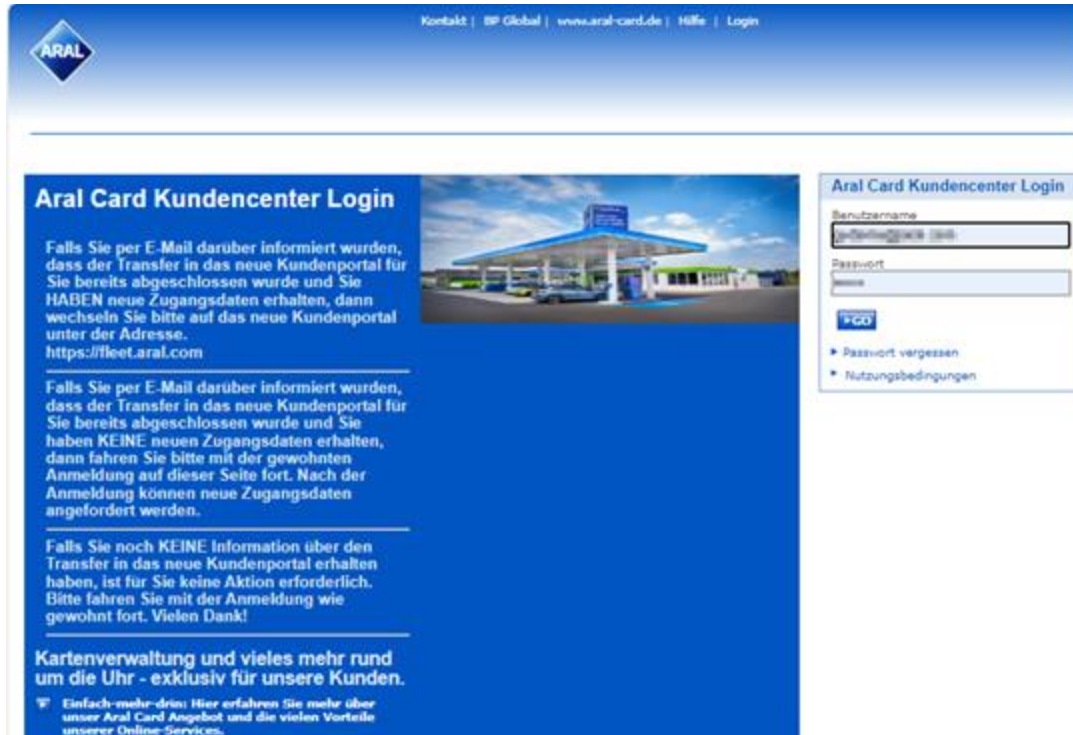 Kontakt | BP Global | www.aral-card.de | Hilfe | Login
ARAL
Aral Card Kundencenter Login
Falls Sie per E-Mail darüber informiert wurden,
dass der Transfer in das neue Kundenportal für
Sie bereits abgeschlossen wurde und Sie
HABEN neue Zugangsdaten erhalten, dann
wechseln Sie bitte auf das neue Kundenportal
unter der Adresse.
https://fleet.aral.com
Falls Sie per E-Mail darüber informiert wurden,
dass der Transfer in das neue Kundenportal für
Sie bereits abgeschlossen wurde und Sie
haben KEINE neuen Zugangsdaten erhalten,
dann fahren Sie bitte mit der gewohnten
Anmeldung auf dieser Seite fort. Nach der
Anmeldung können neue Zugangsdaten
angefordert werden.
Falls Sie noch KEINE Information über den
Transfer in das neue Kundenportal erhalten
haben, ist für Sie keine Aktion erforderlich.
Bitte fahren Sie mit der Anmeldung wie
gewohnt fort. Vielen Dank!
Kartenverwaltung und vieles mehr rund
um die Uhr - exklusiv für unsere Kunden.
Einfach-mehr-drin: Hier erfahren Sie mehr über
unser Aral Card Angebot und die vielen Vorteile
unserer Online-Services.
Aral Card Kundencenter Login
Benutzername
Passwort
GO
Passwort vergessen
Nutzungsbedingungen